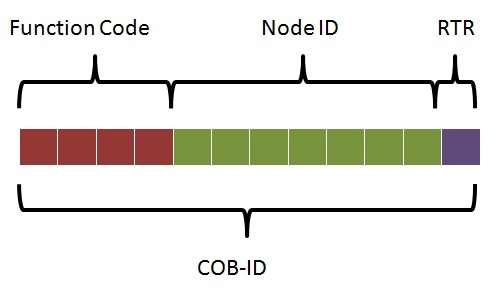 Function Code
Node ID
RTR
COB-ID